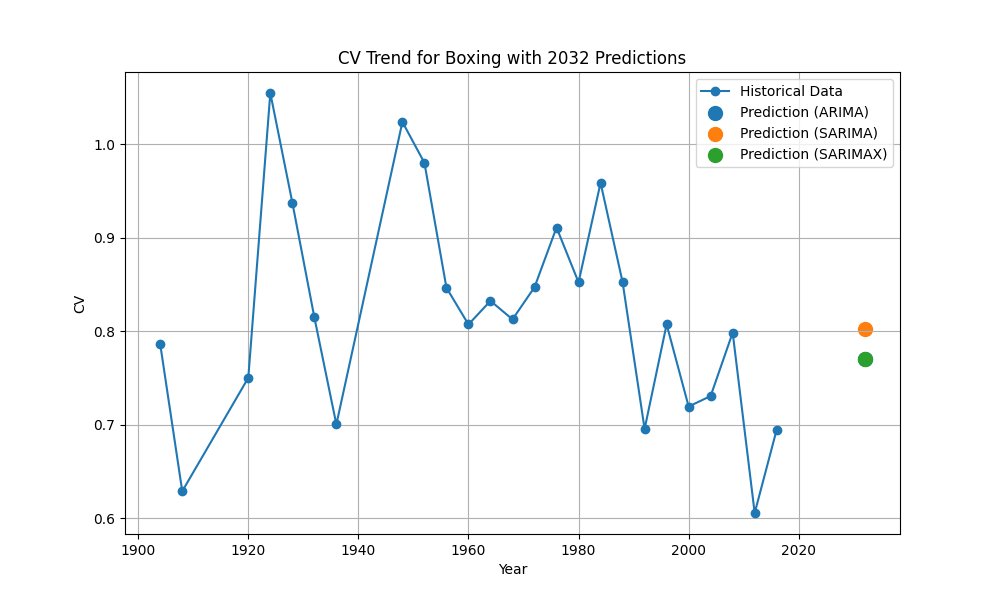 CV Trend for Boxing with 2032 Predictions
Historical Data
Prediction (ARIMA)
Prediction (SARIMA)
Prediction (SARIMAX)
CV
1.0
0.9
0.8
0.7
0.6
1900 1920 1940 1960 1980 2000 2020
Year